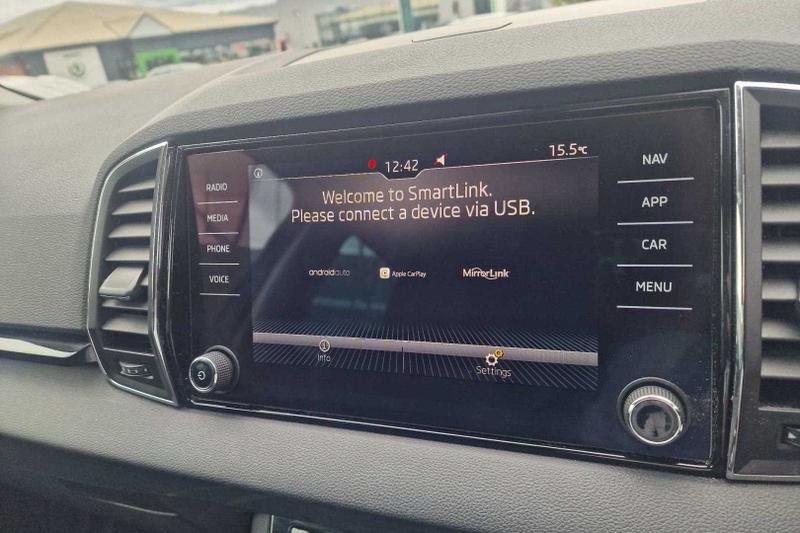 12:42
15.5°C
Welcome to SmartLink.
Please connect a device via USB.
androidauto
Apple CarPlay
MirrorLink
Info
Settings
RADIO
MEDIA
PHONE
VOICE
NAV
APP
CAR
MENU